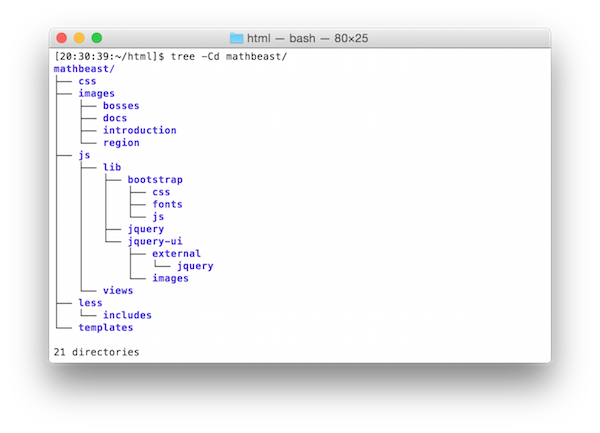 html — bash — 80×25
[20:30:39:~/html]$ tree -Cd mathbeast/
mathbeast/
├── css
├── images
│   ├── bosses
│   ├── docs
│   ├── introduction
│   └── region
├── js
│   ├── lib
│   │   ├── bootstrap
│   │   │   ├── css
│   │   │   ├── fonts
│   │   │   └── js
│   │   ├── jquery
│   │   └── jquery-ui
│   │       ├── external
│   │       │   └── jquery
│   │       └── images
│   └── views
├── less
│   └── includes
└── templates
21 directories